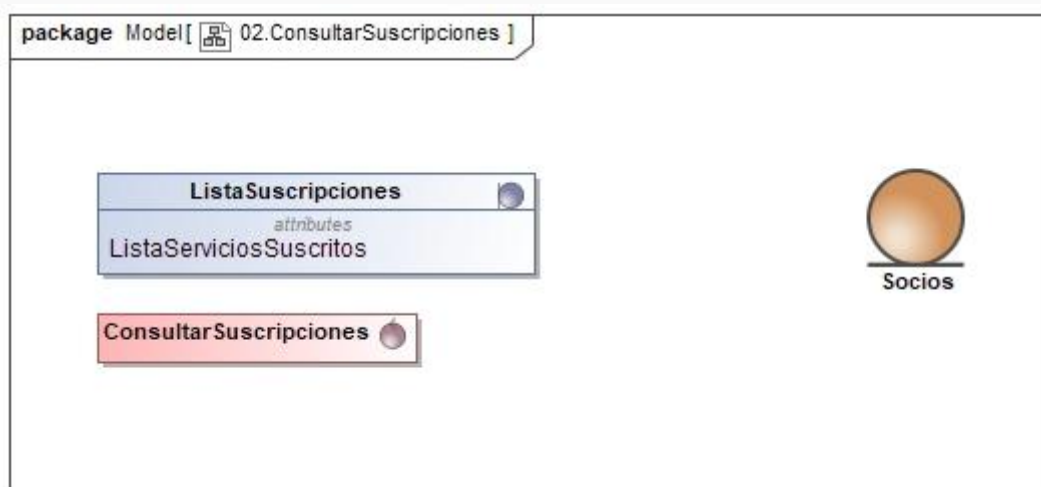 package Model[ 02.ConsultarSuscripciones ]
ListaSuscripciones
attributes
ListaServiciosSuscritos
Socios
ConsultarSuscripciones